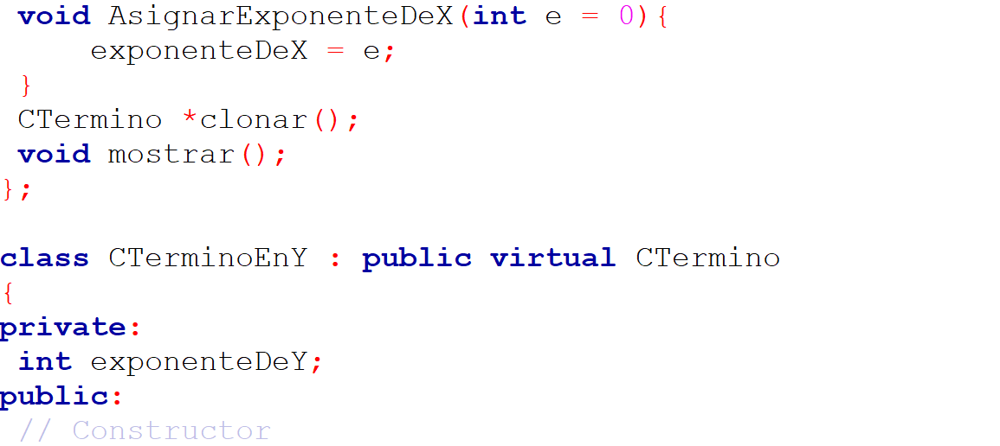 void AsignarExponenteDeX(int e = 0){
exponenteDeX = e;
}
CTermino *clonar();
void mostrar();
};
class CTerminoEnY : public virtual CTermino
{
private:
int exponenteDeY;
public:
// Constructor